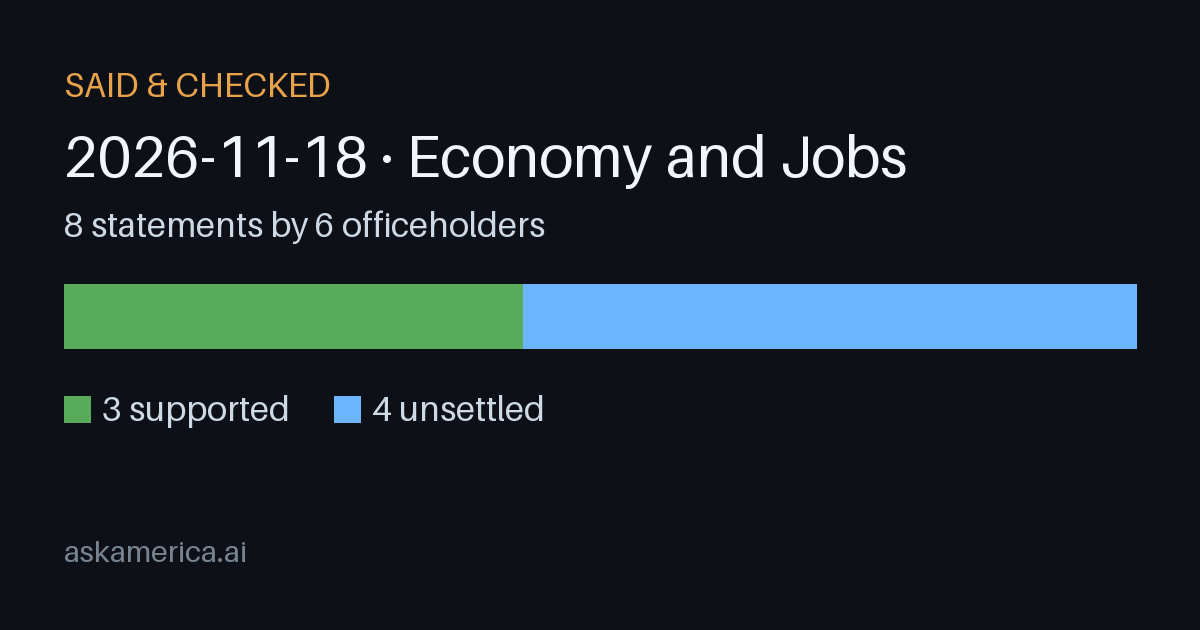 SAID & CHECKED
2026-11-18 · Economy and Jobs
8 statements by 6 officeholders
3 supported 4 unsettled
askamerica.ai